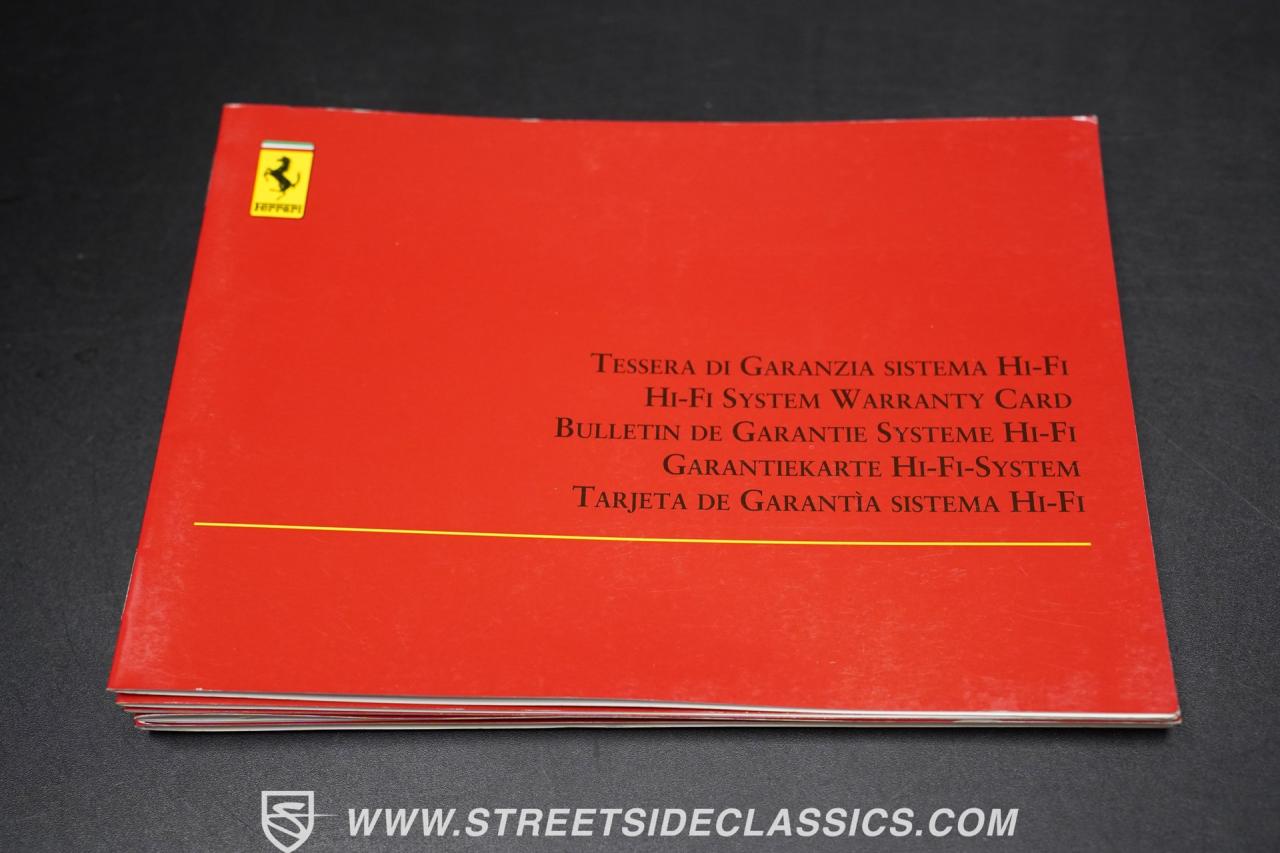 Ferrari
Tessera di Garanzia sistema Hi-Fi
Hi-Fi System Warranty Card
Bulletin de Garantie Systeme Hi-Fi
Garantiekarte Hi-Fi-System
Tarjeta de Garantìa sistema Hi-Fi
WWW.STREETSIDECLASSICS.COM